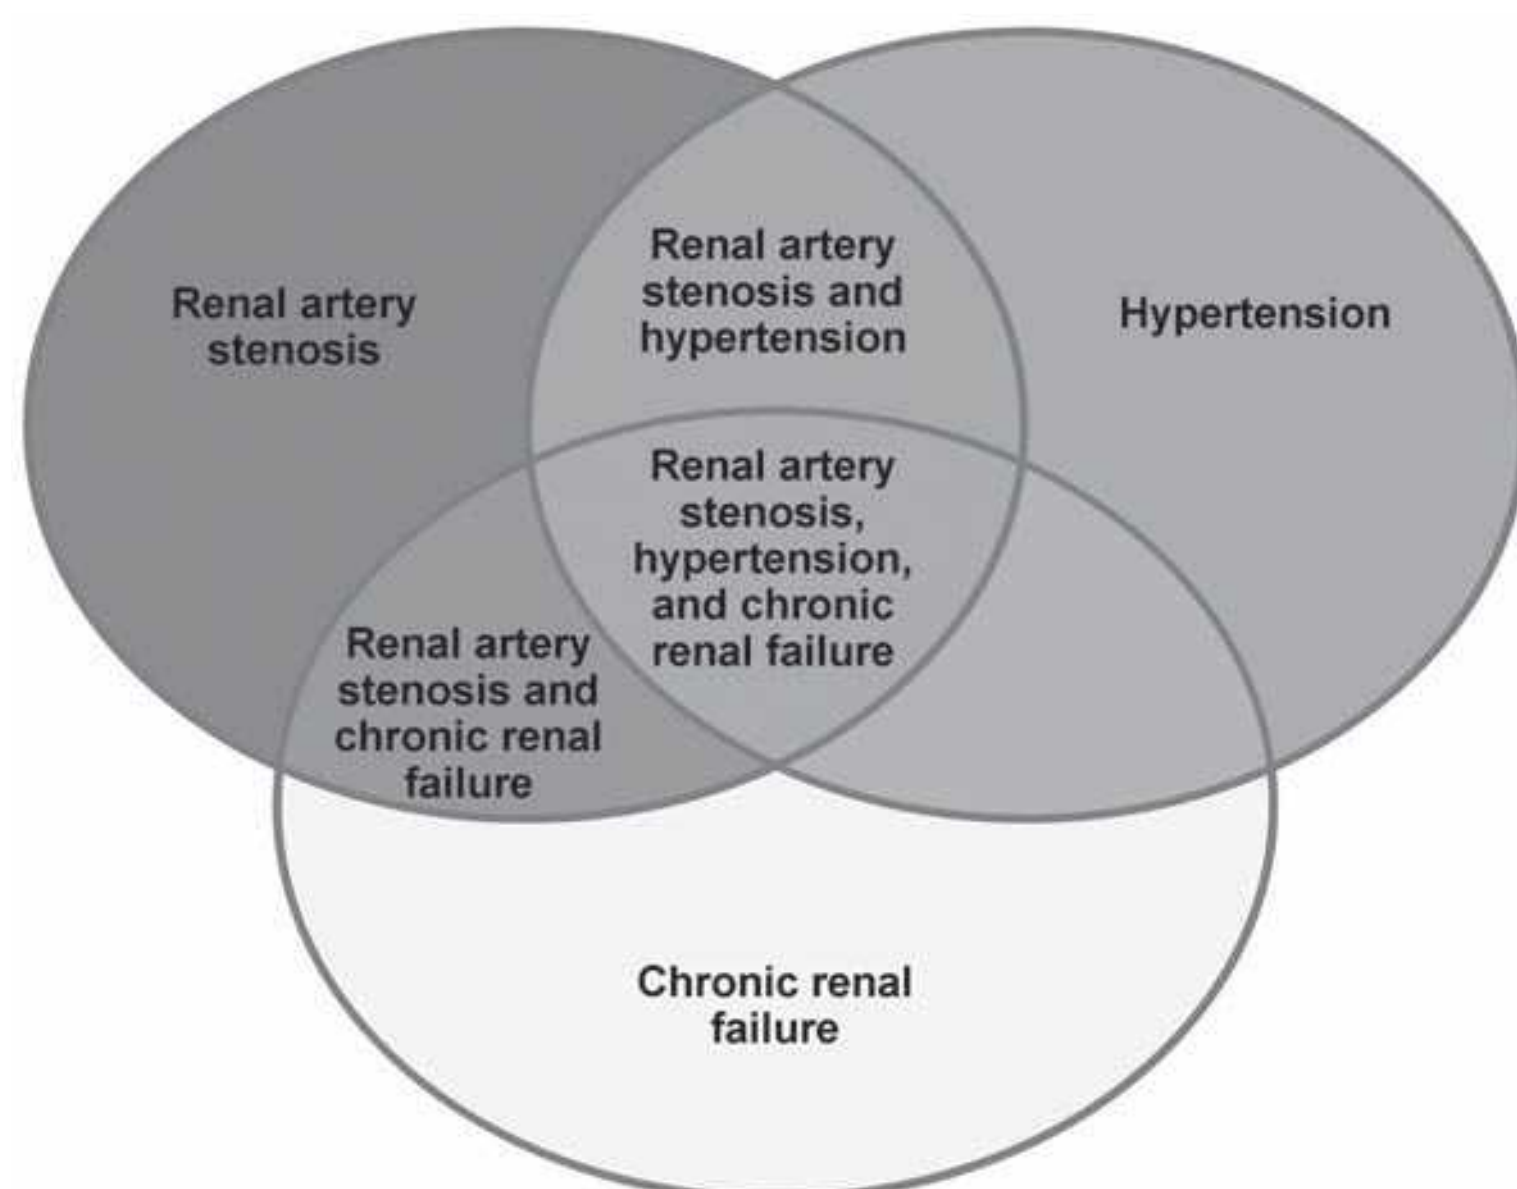 Renal artery
stenosis
Renal artery
stenosis and
hypertension
Hypertension
Renal artery
stenosis,
hypertension,
and chronic
renal failure
Renal artery
stenosis and
chronic renal
failure
Chronic renal
failure